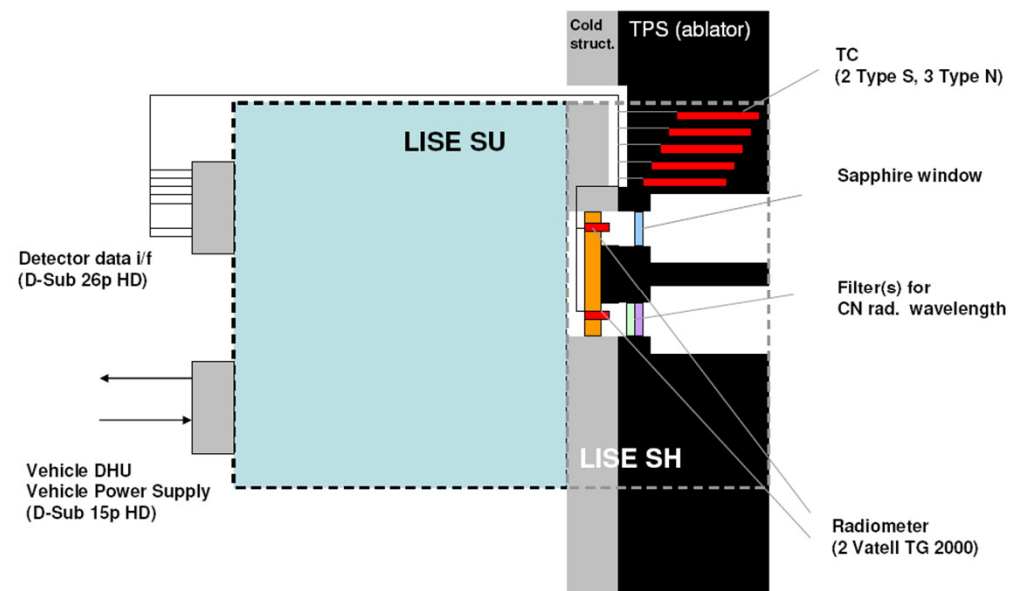 Cold
struct.
TPS (ablator)
TC
(2 Type S, 3 Type N)
LISE SU
Sapphire window
Detector data i/f
(D-Sub 26p HD)
Filter(s) for
CN rad. wavelength
LISE SH
Vehicle DHU
Vehicle Power Supply
(D-Sub 15p HD)
Radiometer
(2 Vatell TG 2000)